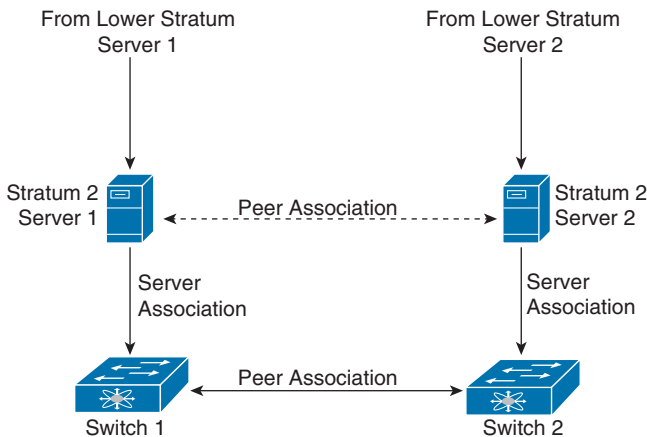 From Lower Stratum
Server 1
From Lower Stratum
Server 2
Stratum 2
Server 1
Peer Association
Stratum 2
Server 2
Server
Association
Server
Association
Peer Association
Switch 1
Switch 2